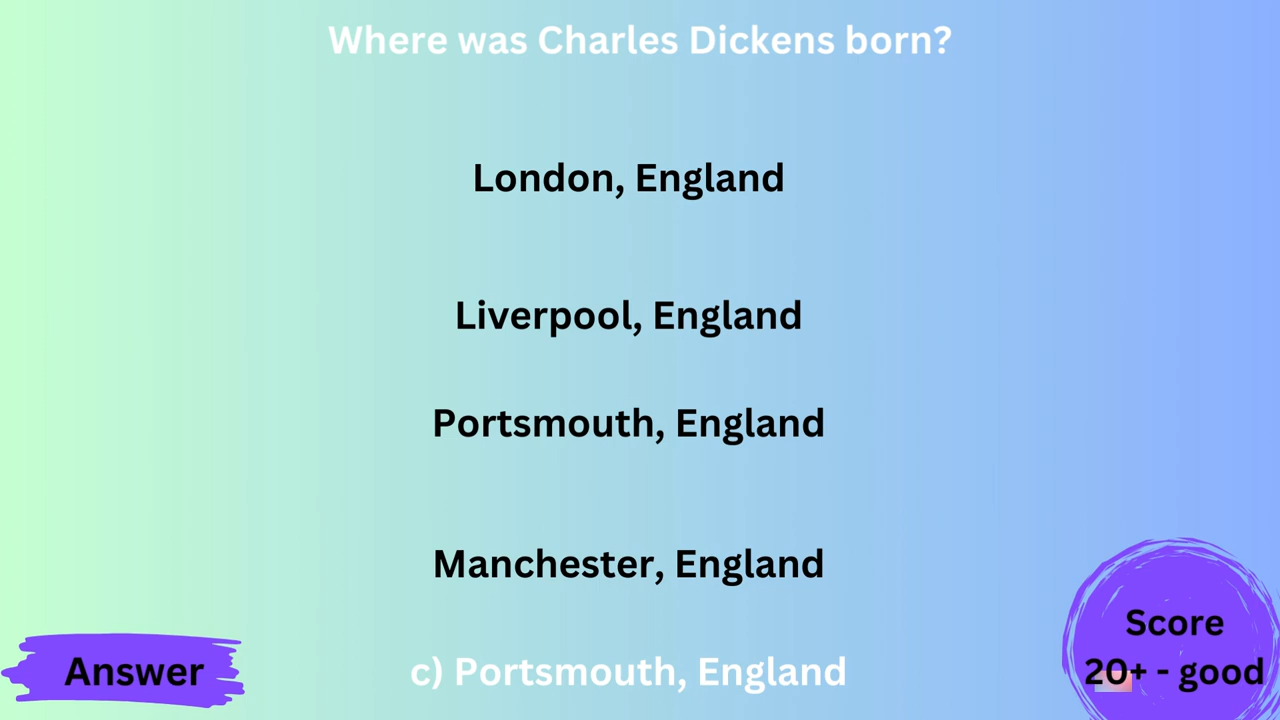 Where was Charles Dickens born?
London, England
Liverpool, England
Portsmouth, England
Manchester, England
Answer
c) Portsmouth, England
Score
20+ - good